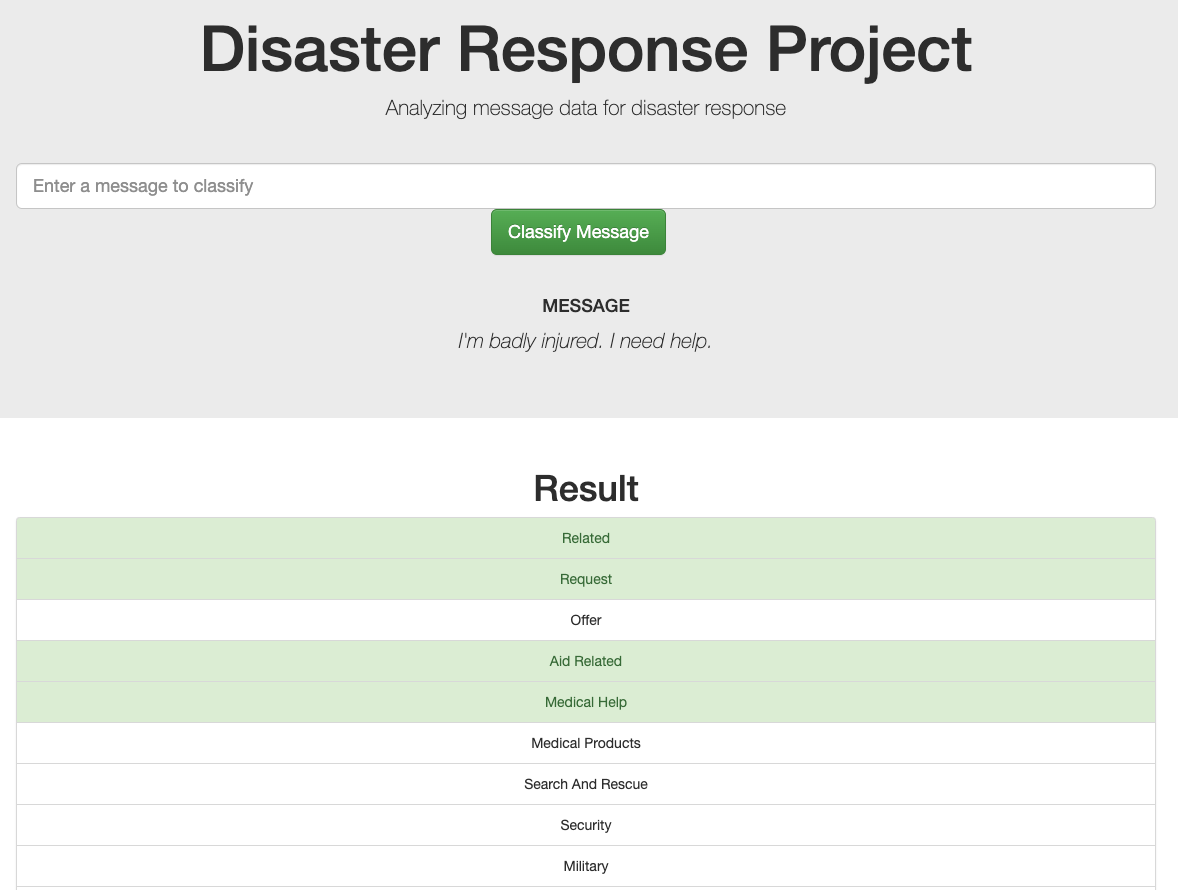 Disaster Response Project
Analyzing message data for disaster response
Enter a message to classify
Classify Message
MESSAGE
I'm badly injured. I need help.
Result
Related
Request
Offer
Aid Related
Medical Help
Medical Products
Search And Rescue
Security
Military